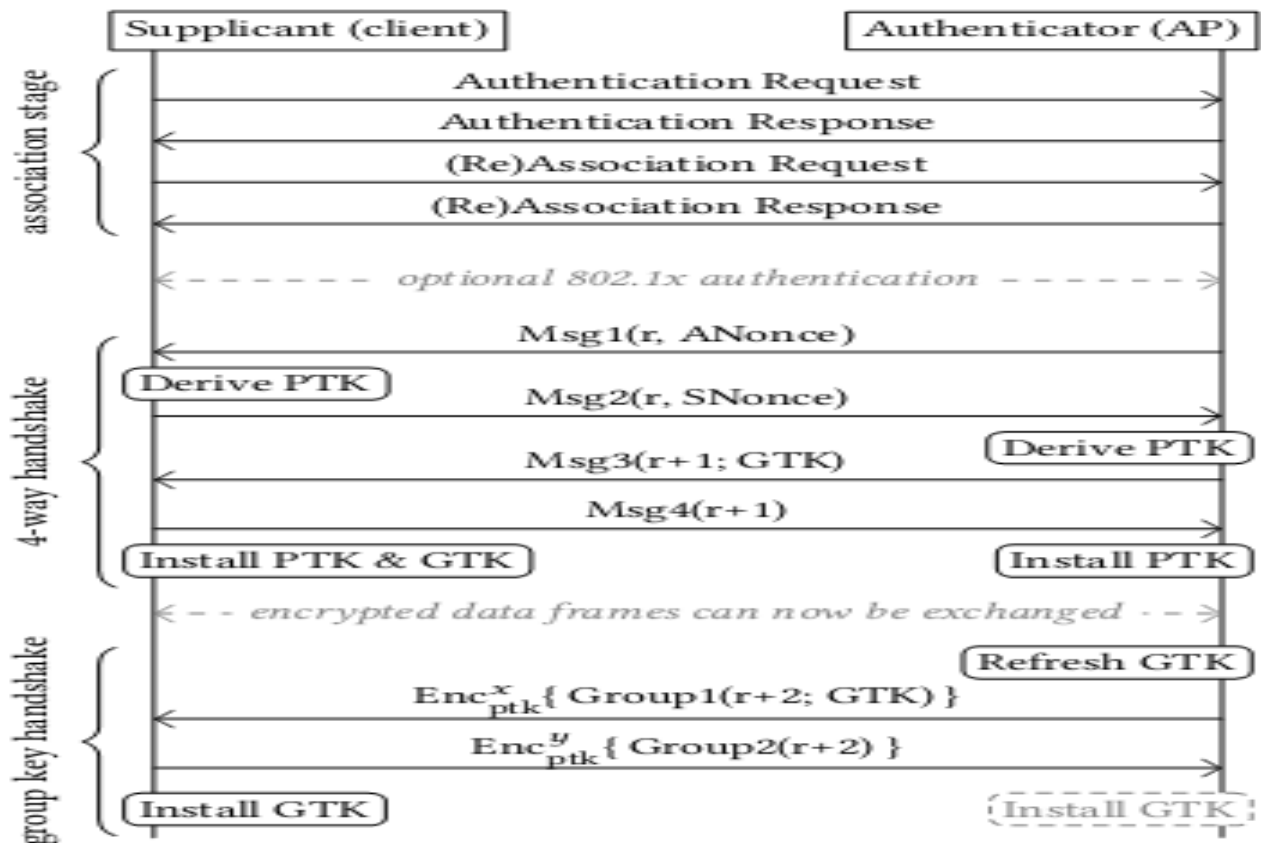 Supplicant (client)
Authenticator (AP)
association stage
Authentication Request
Authentication Response
(Re)Association Request
(Re)Association Response
optional 802.1x authentication
4-way handshake
Msg1(r, ANonce)
Derive PTK
Msg2(r, SNonce)
Derive PTK
Msg3(r+1; GTK)
Msg4(r+1)
Install PTK & GTK
Install PTK
encrypted data frames can now be exchanged
group key handshake
Refresh GTK
Enc^x_ptk{ Group1(r+2; GTK) }
Enc^y_ptk{ Group2(r+2) }
Install GTK
Install GTK